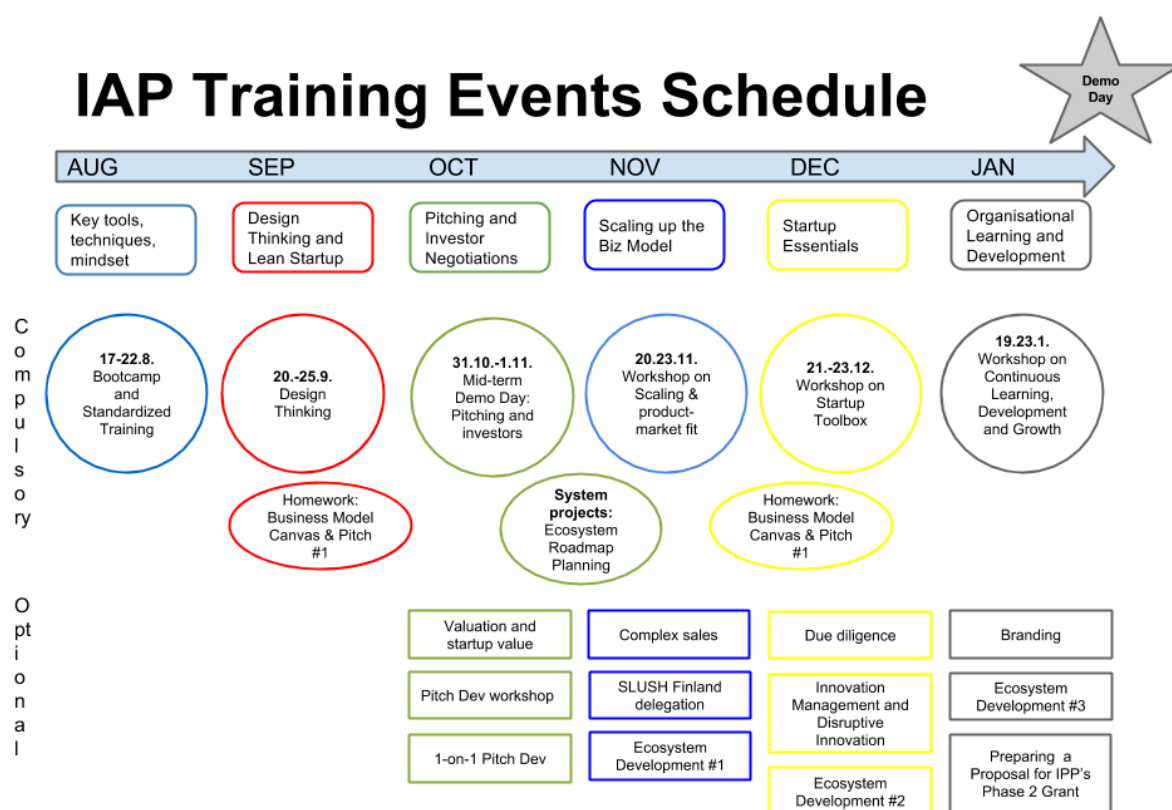 IAP Training Events Schedule
Demo
Day
AUG
SEP
OCT
NOV
DEC
JAN
Key tools,
techniques,
mindset
Design
Thinking and
Lean Startup
Pitching and
Investor
Negotiations
Scaling up the
Biz Model
Startup
Essentials
Organisational
Learning and
Development
C
o
m
p
u
l
s
o
ry
17-22.8.
Bootcamp
and
Standardized
Training
20.-25.9.
Design
Thinking
31.10.-1.11.
Mid-term
Demo Day:
Pitching and
investors
20.23.11.
Workshop on
Scaling &
product-
market fit
21.-23.12.
Workshop on
Startup
Toolbox
19.23.1.
Workshop on
Continuous
Learning,
Development
and Growth
Homework:
Business Model
Canvas & Pitch
#1
System
projects:
Ecosystem
Roadmap
Planning
Homework:
Business Model
Canvas & Pitch
#1
O
pt
i
o
n
a
l
Valuation and
startup value
Complex sales
Due diligence
Branding
Pitch Dev workshop
SLUSH Finland
delegation
Innovation
Management and
Disruptive
Innovation
Ecosystem
Development #3
1-on-1 Pitch Dev
Ecosystem
Development #1
Ecosystem
Development #2
Preparing a
Proposal for IPP's
Phase 2 Grant